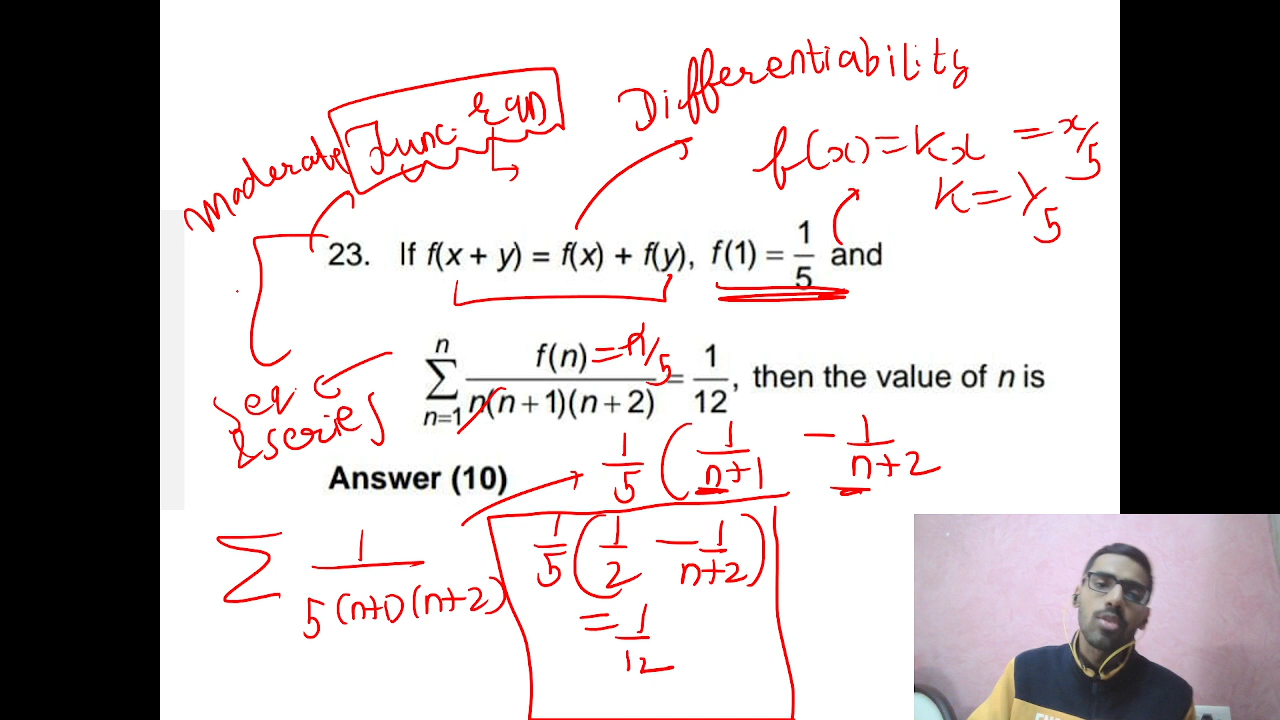 Differentiability
moderate
Func. Eqn
f(x) = kx = x/5
k = 1/5
23. If f(x + y) = f(x) + f(y), f(1) = 1/5 and
∑_{n=1}^{n} f(n) / n(n+1)(n+2) = 1/12, then the value of n is
= n/5
& series
Answer (10)
1/5 ( 1/n+1 - 1/n+2
∑ 1/5(n+1)(n+2)
1/5 ( 1/2 - 1/n+2 )
= 1/12